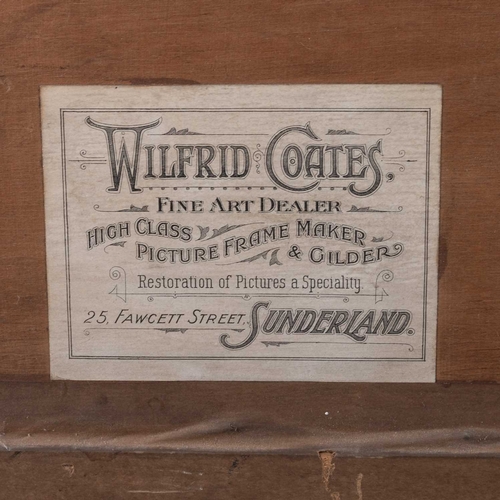 WILFRID COATES,
FINE ART DEALER
HIGH CLASS PICTURE FRAME MAKER & GILDER
Restoration of Pictures a Speciality.
25, FAWCETT STREET, SUNDERLAND.